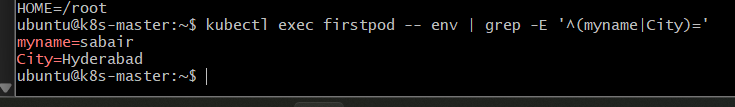 HOME=/root
ubuntu@k8s-master:~$ kubectl exec firstpod -- env | grep -E '^(myname|City)='
myname=sabair
City=Hyderabad
ubuntu@k8s-master:~$